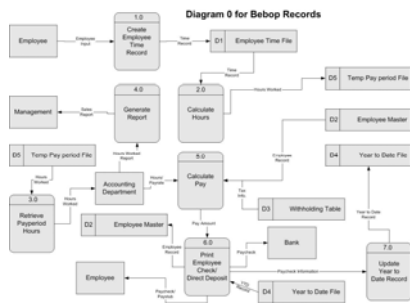 Diagram 0 for Bebop Records
1.0
Create
Employee
Time
Record
Employee
Employee
Input
Time
Record
D1
Employee Time File
Time
Record
Management
Sales
Report
4.0
Generate
Report
2.0
Calculate
Hours
Hours Worked
D5
Temp Pay period File
D2
Employee Master
D4
Year to Date File
D5
Temp Pay period File
Hours Worked
Report
5.0
Calculate
Pay
Employee
Record
Hours
Worked
Accounting
Department
Hours/
Payrate
Tax
Info
3.0
Retrieve
Payperiod
Hours
Hours
Worked
D3
Withholding Table
Year to Date Record
D2
Employee Master
Pay Amount
Employee
Record
6.0
Print
Employee
Check/
Direct Deposit
Paycheck
Bank
7.0
Update
Year
to Date
Record
Paycheck Information
Employee
Paycheck/
Paystub
D4
Year to Date File